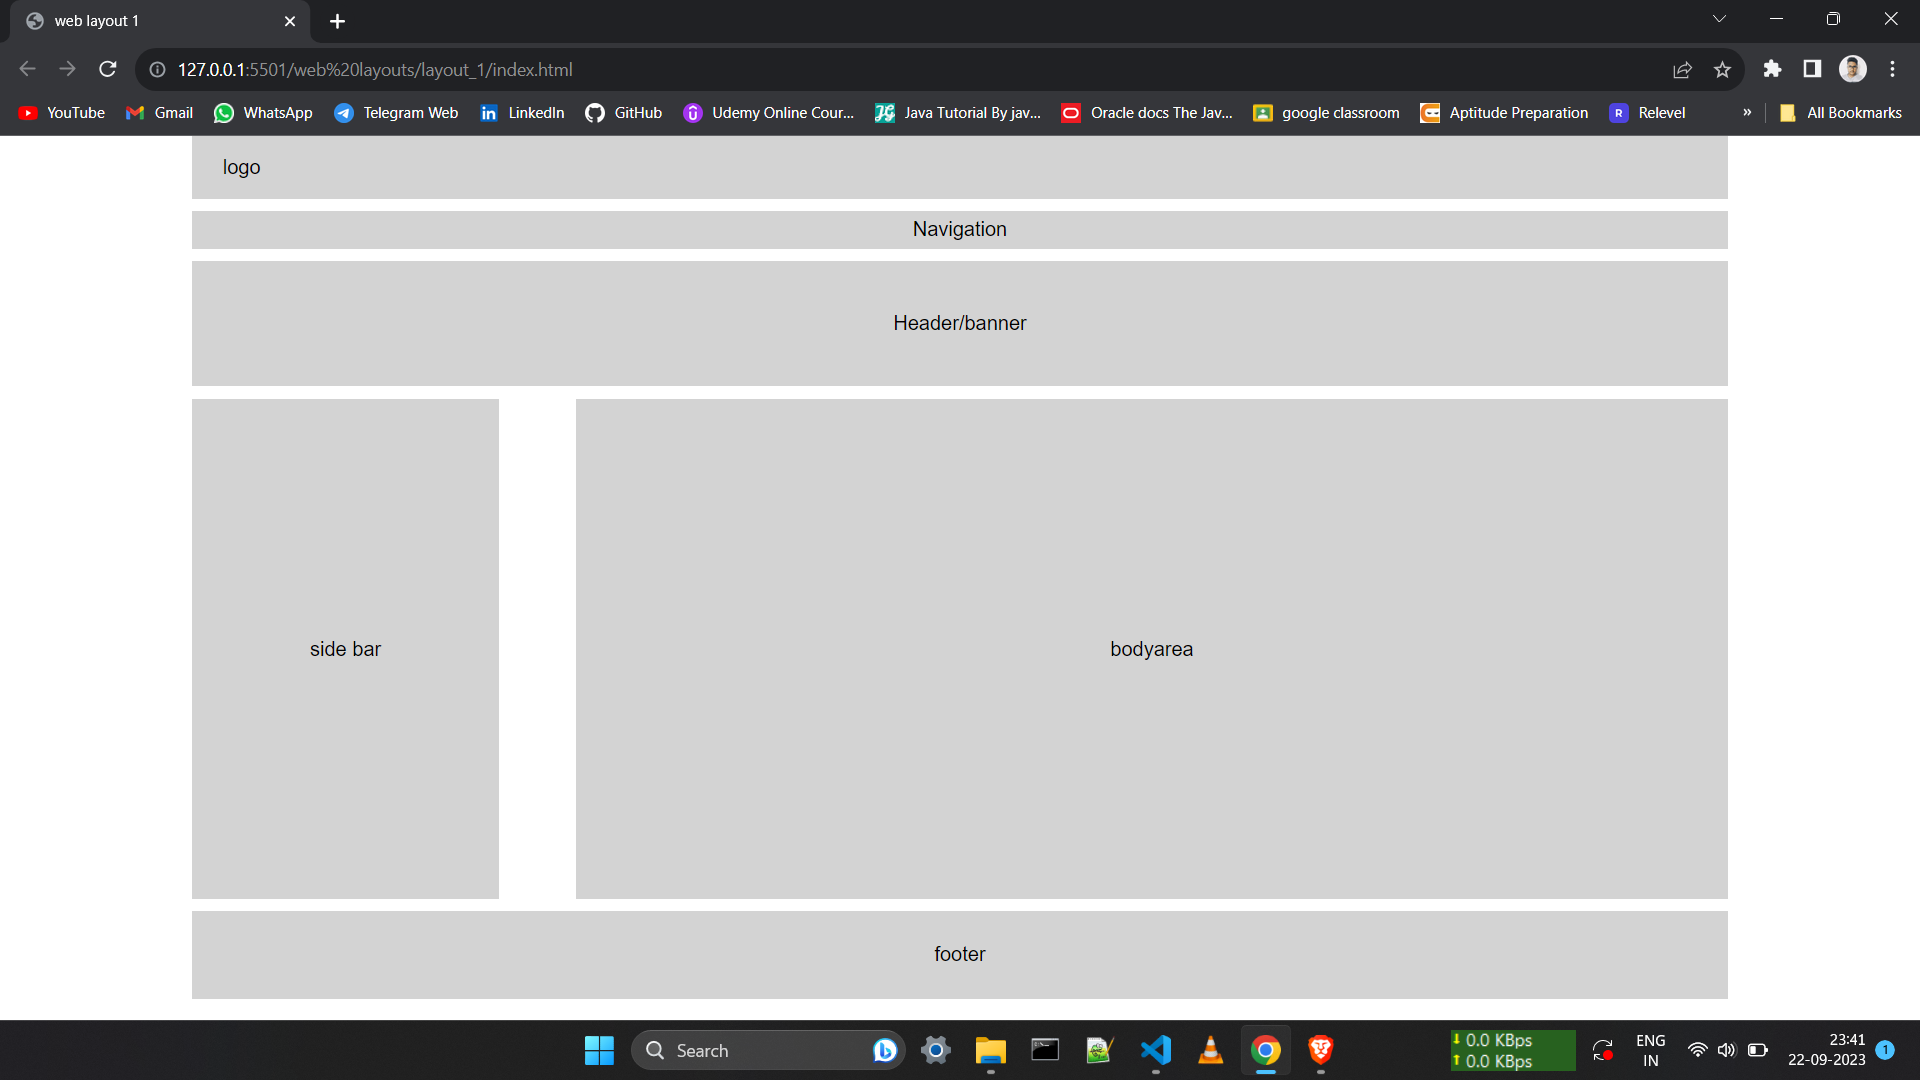 web layout 1
127.0.0.1:5501/web%20layouts/layout_1/index.html
YouTube Gmail WhatsApp Telegram Web LinkedIn GitHub Udemy Online Cour... Java Tutorial By jav... Oracle docs The Jav... google classroom Aptitude Preparation R Relevel » All Bookmarks
logo
Navigation
Header/banner
side bar bodyarea
footer
Search
0.0 KBps
0.0 KBps
ENG
IN
23:41
22-09-2023
1